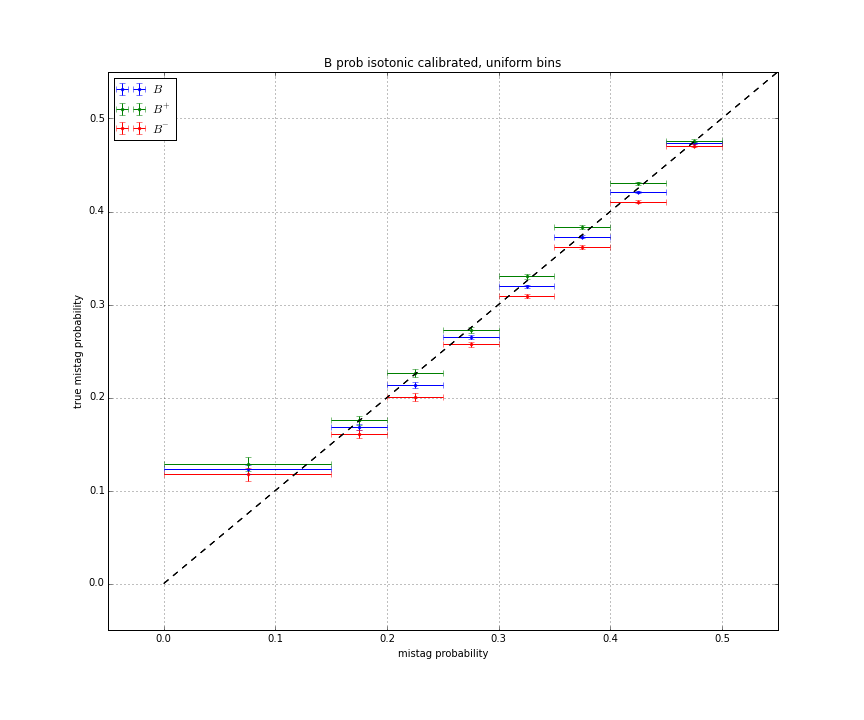 B prob isotonic calibrated, uniform bins
B
B⁺
B⁻
0.5
0.4
0.3
0.2
0.1
0.0
true mistag probability
0.0 0.1 0.2 0.3 0.4 0.5
mistag probability